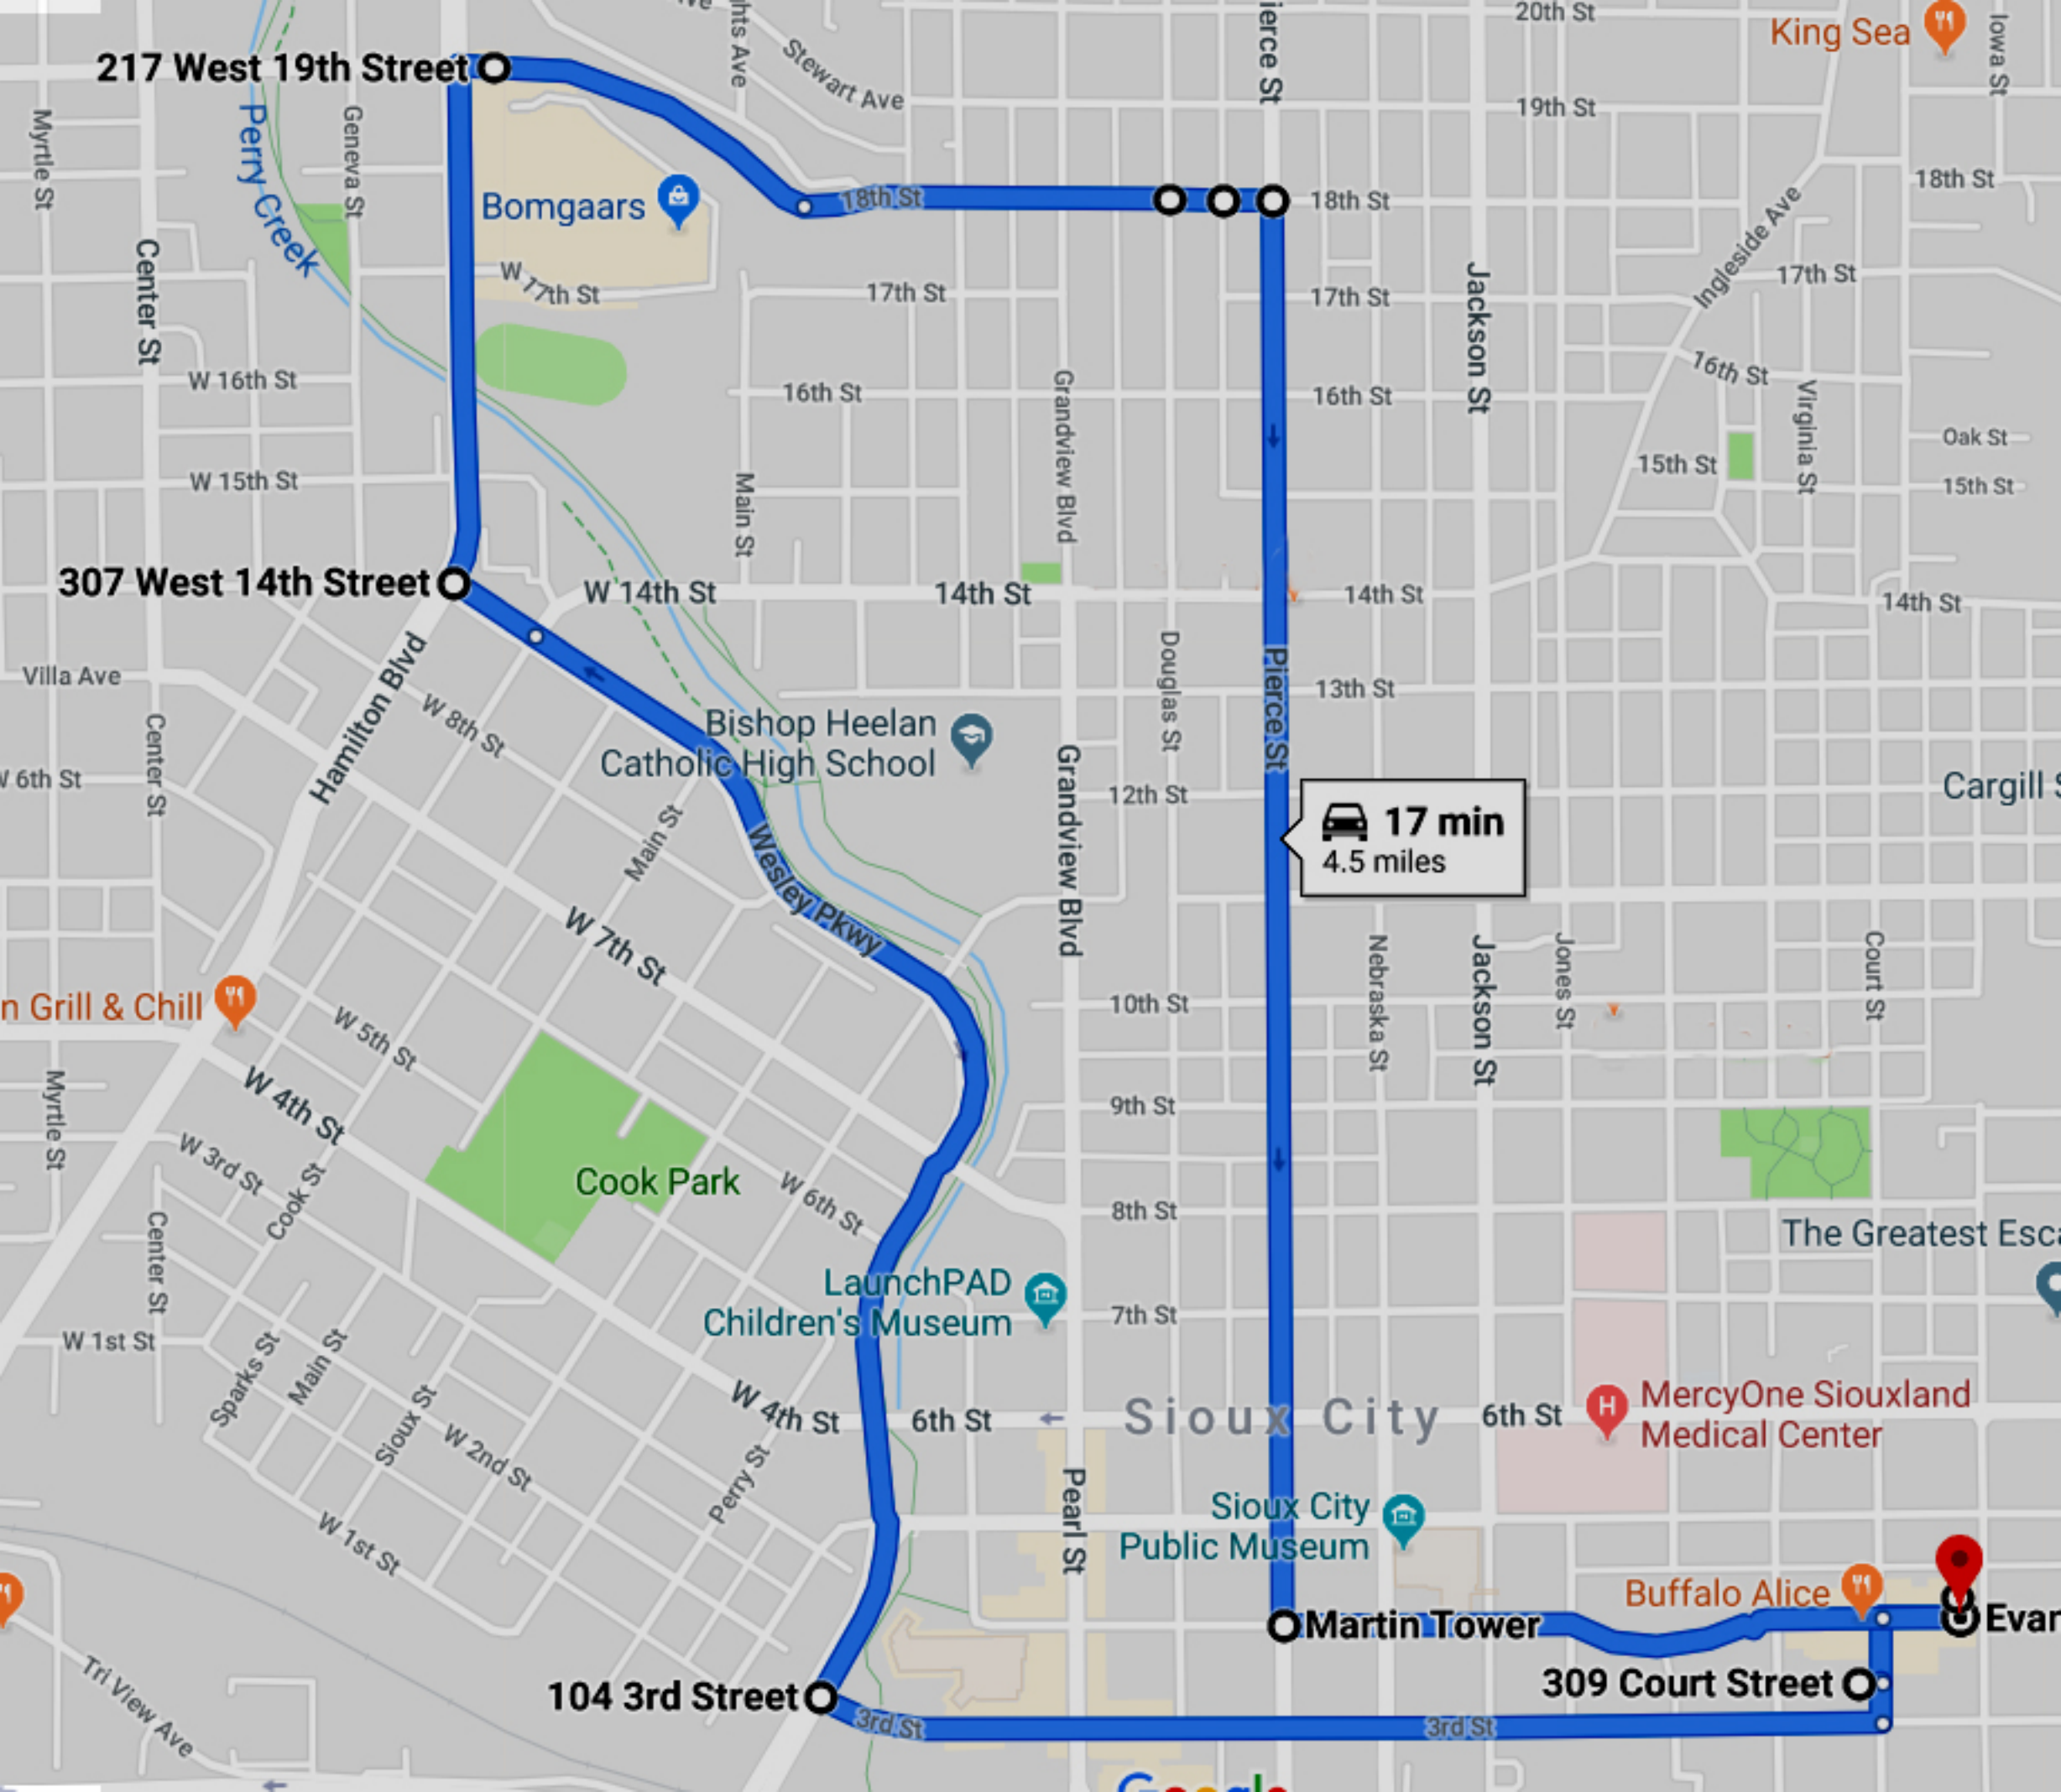 20th St
King Sea
Iowa St
217 West 19th Street
Stewart Ave
Pierce St
19th St
Perry Creek
Myrtle St
Geneva St
Bomgaars
18th St
18th St
18th St
Ingleside Ave
Center St
W 17th St
17th St
17th St
17th St
Jackson St
W 16th St
16th St
16th St
16th St
Virginia St
Grandview Blvd
Oak St
15th St
15th St
W 15th St
Main St
307 West 14th Street
W 14th St
14th St
14th St
14th St
Villa Ave
Hamilton Blvd
W 8th St
Douglas St
Pierce St
13th St
Bishop Heelan
Catholic High School
Center St
W 6th St
Grandview Blvd
12th St
17 min
4.5 miles
Cargill
Main St
Wesley Pkwy
W 7th St
Nebraska St
Jackson St
Jones St
Court St
n Grill & Chill
10th St
W 5th St
Myrtle St
W 4th St
9th St
W 3rd St
Cook St
Cook Park
W 6th St
8th St
Center St
The Greatest Esca
LaunchPAD
Children's Museum
7th St
W 1st St
Sparks St
Main St
Sioux St
W 4th St
6th St
Sioux City
6th St
MercyOne Siouxland
Medical Center
W 2nd St
Perry St
Pearl St
Sioux City
Public Museum
W 1st St
Buffalo Alice
Martin Tower
Evan
309 Court Street
104 3rd Street
Tri View Ave
3rd St
3rd St
Google